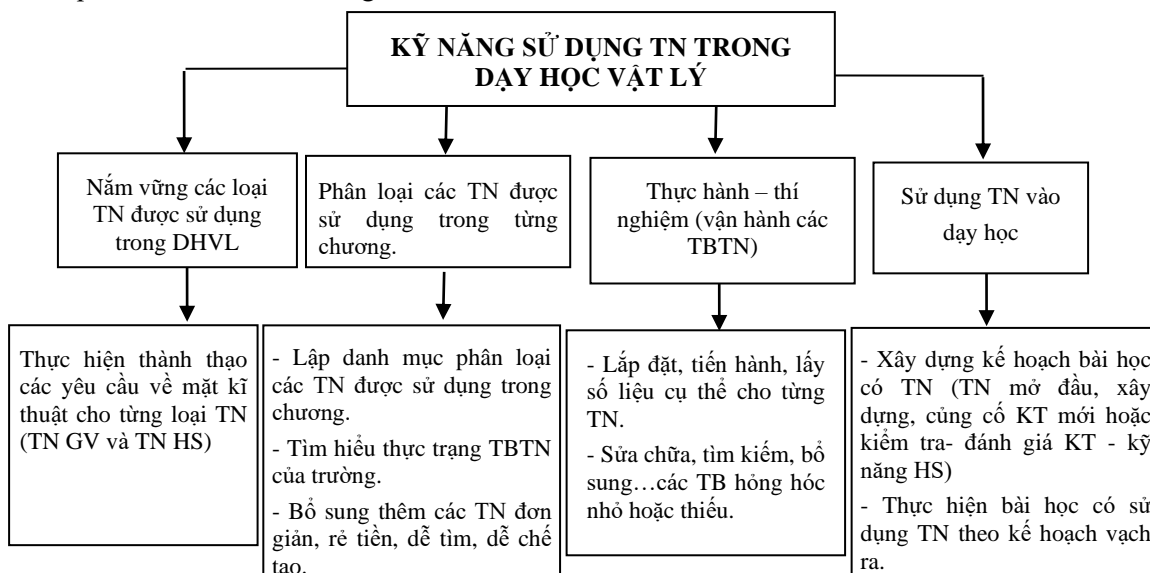 KỸ NĂNG SỬ DỤNG TN TRONG
DẠY HỌC VẬT LÝ
Nắm vững các loại
TN được sử dụng
trong DHVL
Phân loại các TN được
sử dụng trong từng
chương.
Thực hành – thí
nghiệm (vận hành các
TBTN)
Sử dụng TN vào
dạy học
Thực hiện thành thạo
các yêu cầu về mặt kĩ
thuật cho từng loại TN
(TN GV và TN HS)
- Lập danh mục phân loại
các TN được sử dụng trong
chương.
- Tìm hiểu thực trạng TBTN
của trường.
- Bổ sung thêm các TN đơn
giản, rẻ tiền, dễ tìm, dễ chế
tạo.
- Lắp đặt, tiến hành, lấy
số liệu cụ thể cho từng
TN.
- Sửa chữa, tìm kiếm, bổ
sung…các TB hỏng hóc
nhỏ hoặc thiếu.
- Xây dựng kế hoạch bài học
có TN (TN mở đầu, xây
dựng, củng cố KT mới hoặc
kiểm tra- đánh giá KT - kỹ
năng HS)
- Thực hiện bài học có sử
dụng TN theo kế hoạch vạch
ra.